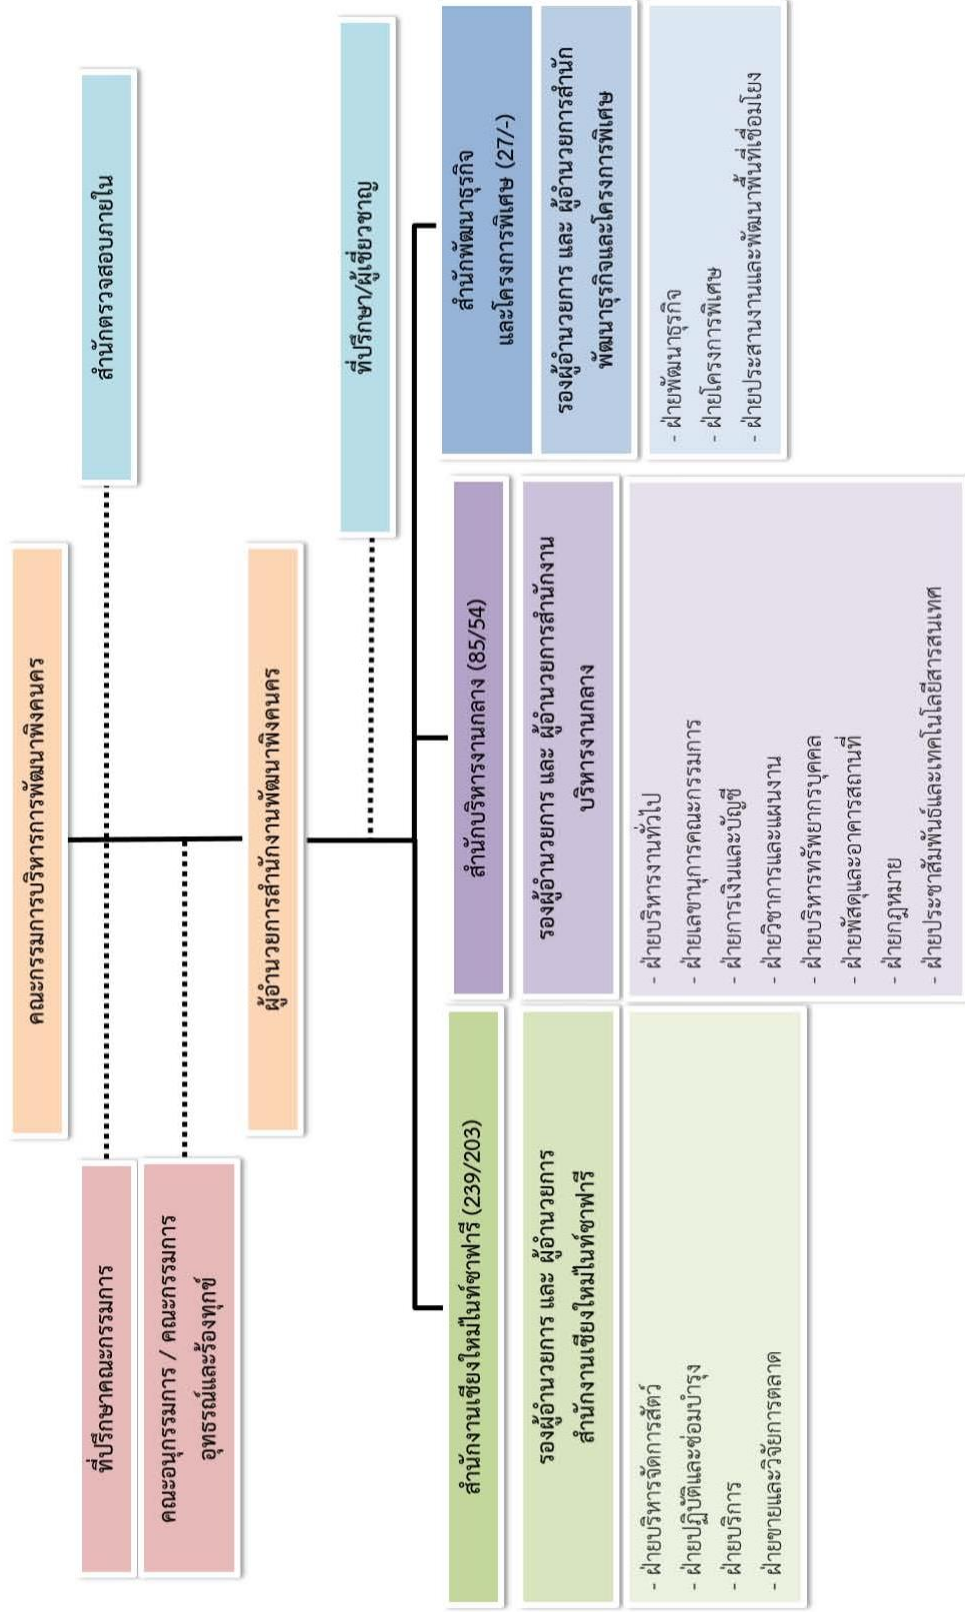 คณะกรรมการบริหารการพัฒนาพิงคนคร
ที่ปรึกษาคณะกรรมการ
สำนักตรวจสอบภายใน
คณะอนุกรรมการ / คณะกรรมการ
อุทธรณ์และร้องทุกข์
ผู้อำนวยการสำนักงานพัฒนาพิงคนคร
ที่ปรึกษา/ผู้เชี่ยวชาญ
สำนักงานเชียงใหม่ไนท์ซาฟารี (239/203)
รองผู้อำนวยการ และ ผู้อำนวยการ
สำนักงานเชียงใหม่ไนท์ซาฟารี
- ฝ่ายบริหารจัดการสัตว์
- ฝ่ายปฏิบัติและซ่อมบำรุง
- ฝ่ายบริการ
- ฝ่ายขายและวิจัยการตลาด
สำนักบริหารงานกลาง (85/54)
รองผู้อำนวยการ และ ผู้อำนวยการสำนักงาน
บริหารงานกลาง
- ฝ่ายบริหารงานทั่วไป
- ฝ่ายเลขานุการคณะกรรมการ
- ฝ่ายการเงินและบัญชี
- ฝ่ายวิชาการและแผนงาน
- ฝ่ายบริหารทรัพยากรบุคคล
- ฝ่ายพัสดุและอาคารสถานที่
- ฝ่ายกฎหมาย
- ฝ่ายประชาสัมพันธ์และเทคโนโลยีสารสนเทศ
สำนักพัฒนาธุรกิจ
และโครงการพิเศษ (27/-)
รองผู้อำนวยการ และ ผู้อำนวยการสำนัก
พัฒนาธุรกิจและโครงการพิเศษ
- ฝ่ายพัฒนาธุรกิจ
- ฝ่ายโครงการพิเศษ
- ฝ่ายประสานงานและพัฒนาพื้นที่เชื่อมโยง